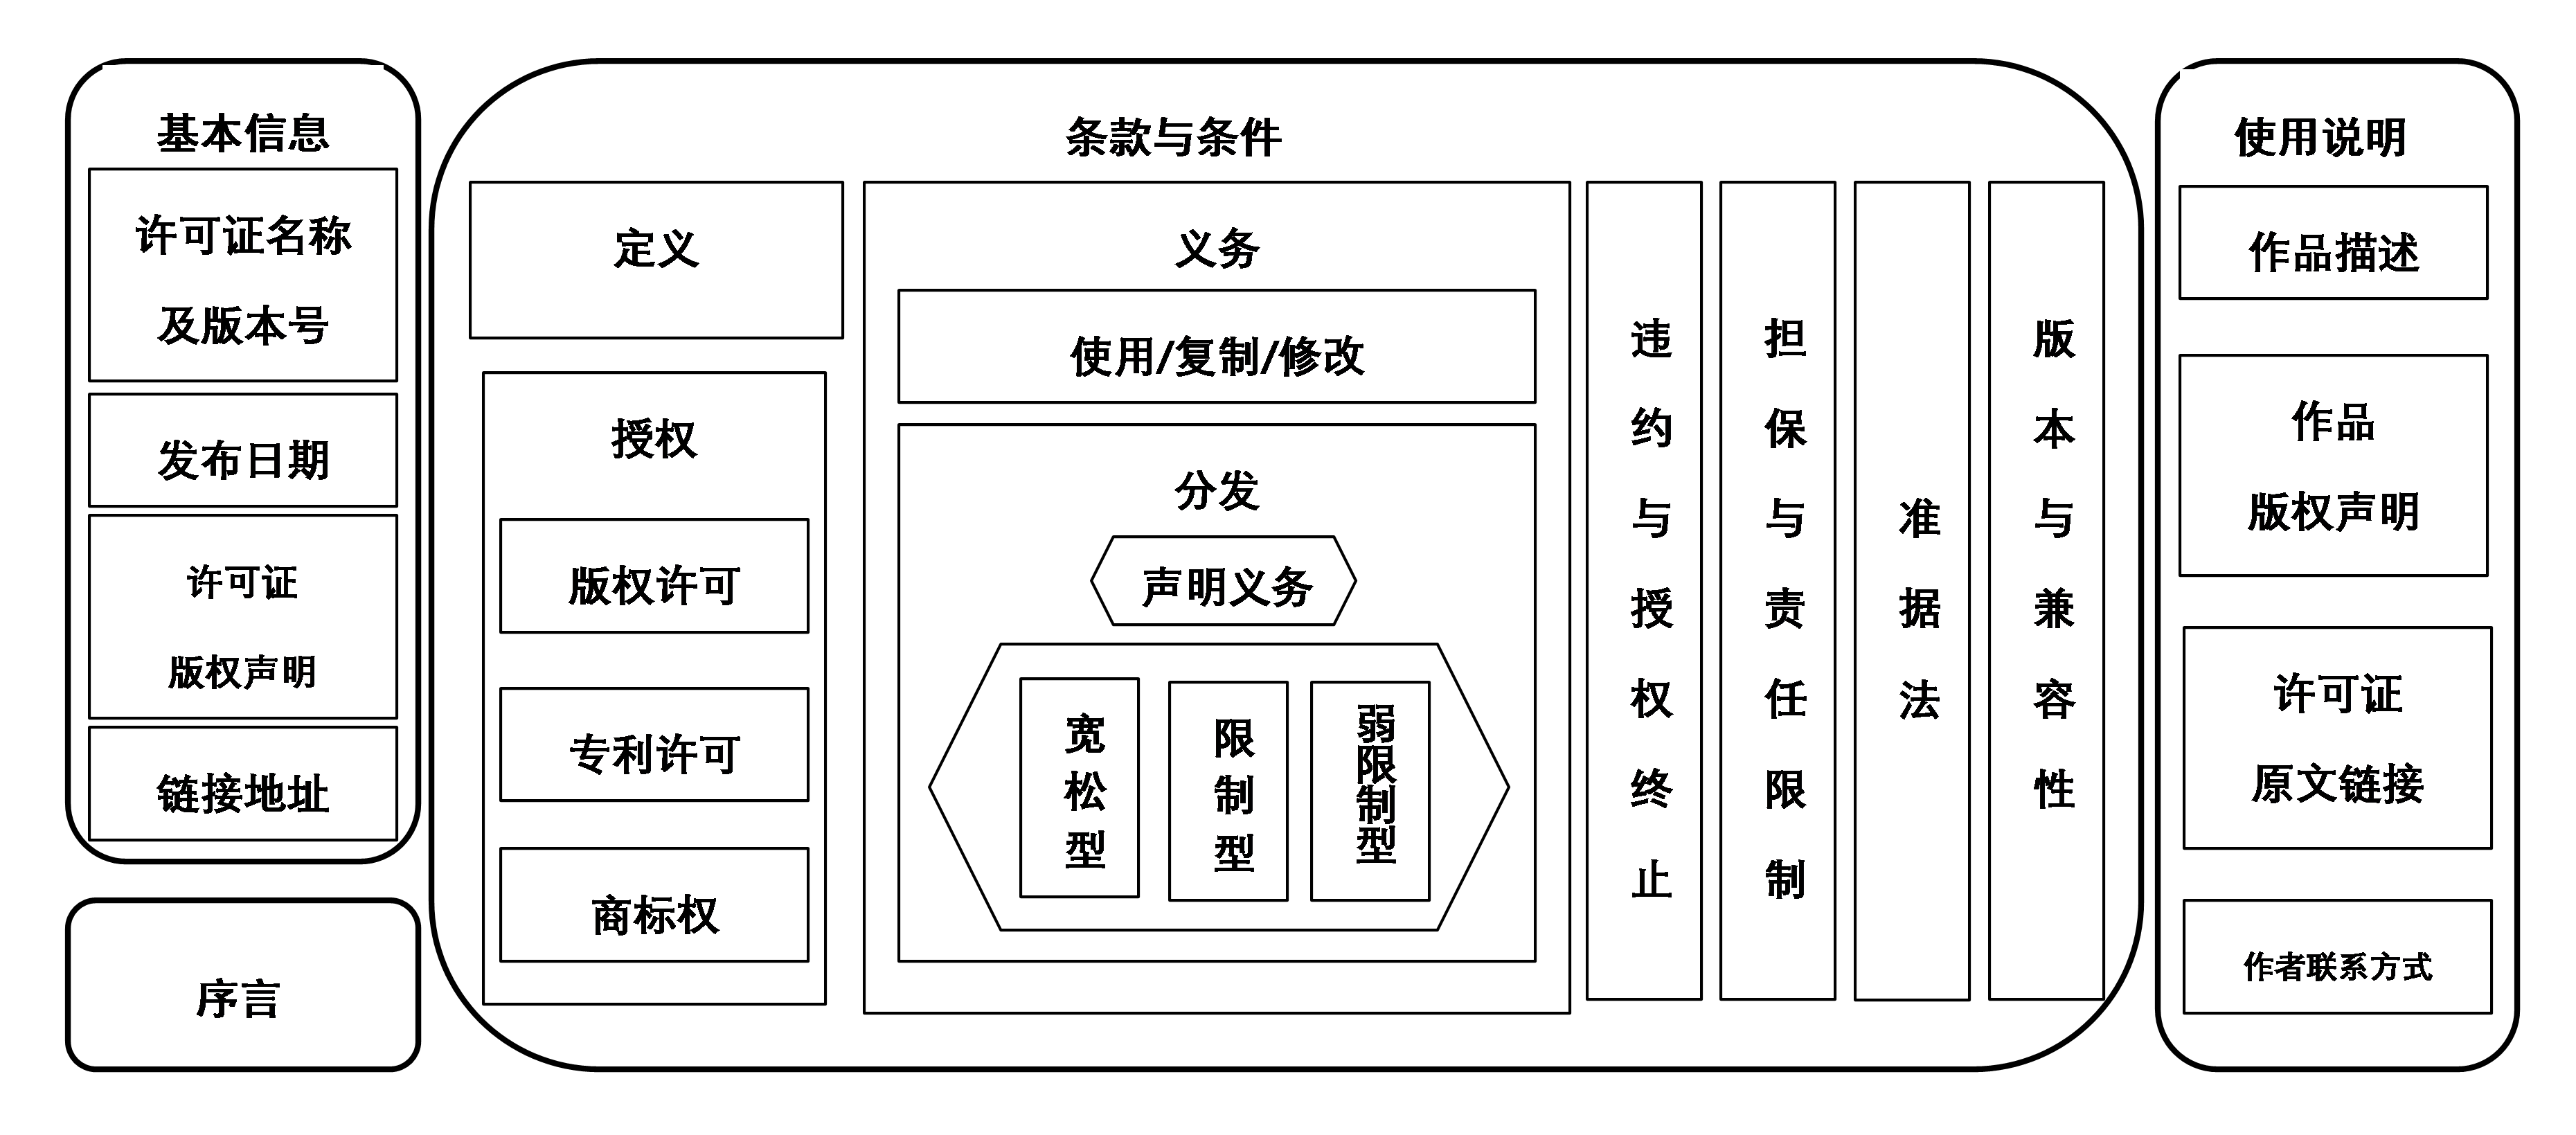 基本信息
许可证名称
及版本号
发布日期
许可证
版权声明
链接地址
序言
条款与条件
定义
授权
版权许可
专利许可
商标权
义务
使用/复制/修改
分发
声明义务
宽松型
限制型
弱限制型
违约与授权终止
担保与责任限制
准据法
版本与兼容性
使用说明
作品描述
作品
版权声明
许可证
原文链接
作者联系方式